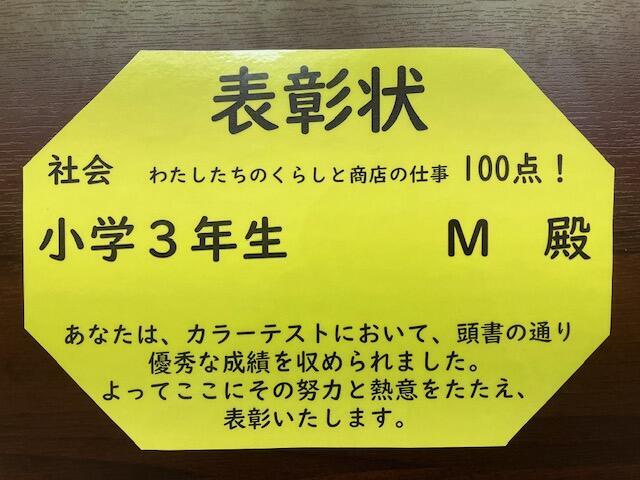 表彰状
社会 わたしたちのくらしと商店の仕事 100点！
小学３年生 M 殿
あなたは、カラーテストにおいて、頭書の通り
優秀な成績を収められました。
よってここにその努力と熱意をたたえ、
表彰いたします。